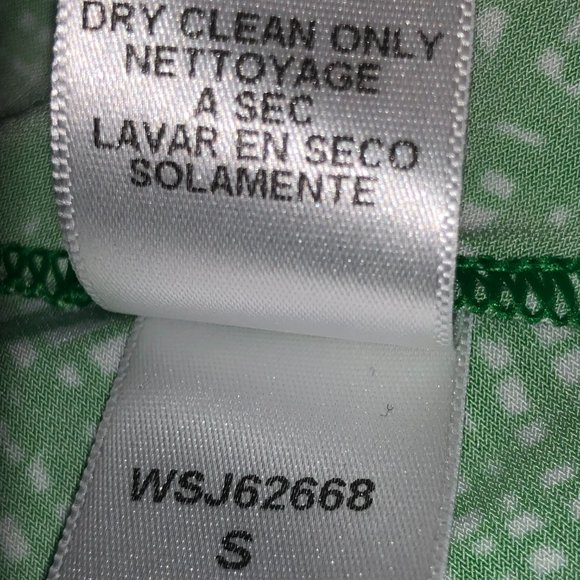 DRY CLEAN ONLY
NETTOYAGE
A SEC
LAVAR EN SECO
SOLAMENTE
WSJ62668
S